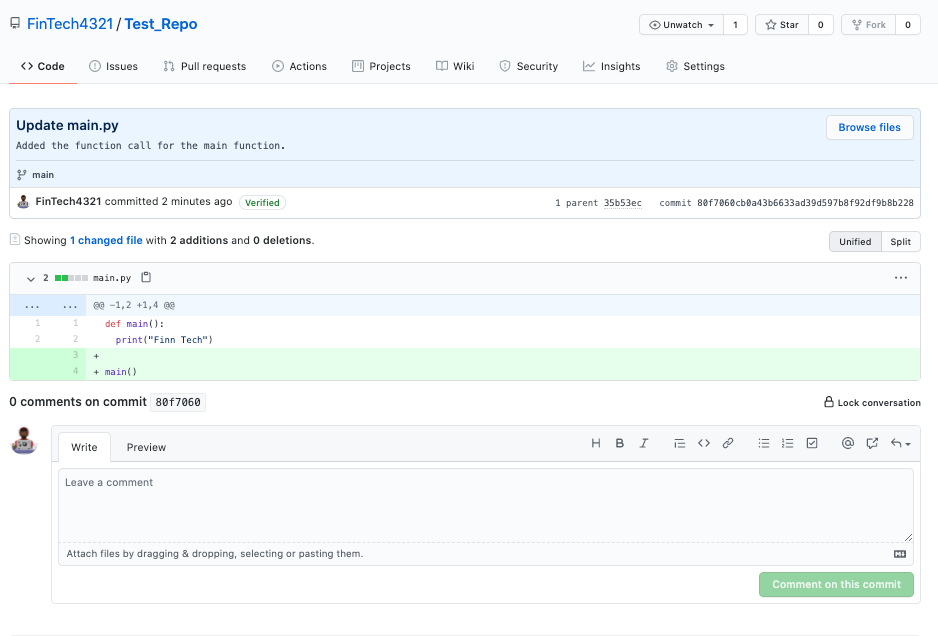 FinTech4321 / Test_Repo
Unwatch 1 Star 0 Fork 0
Code Issues Pull requests Actions Projects Wiki Security Insights Settings
Update main.py
Browse files
Added the function call for the main function.
main
FinTech4321 committed 2 minutes ago Verified 1 parent 35b53ec commit 80f7060cb0a43b6633ad39d597b8f92df9b8b228
Showing 1 changed file with 2 additions and 0 deletions.
Unified Split
2 main.py ...
... ... @@ -1,2 +1,4 @@
1 1 def main():
2 2 print("Finn Tech")
3 +
4 + main()
0 comments on commit 80f7060
Lock conversation
Write Preview H B I @
Leave a comment
Attach files by dragging & dropping, selecting or pasting them.
Comment on this commit